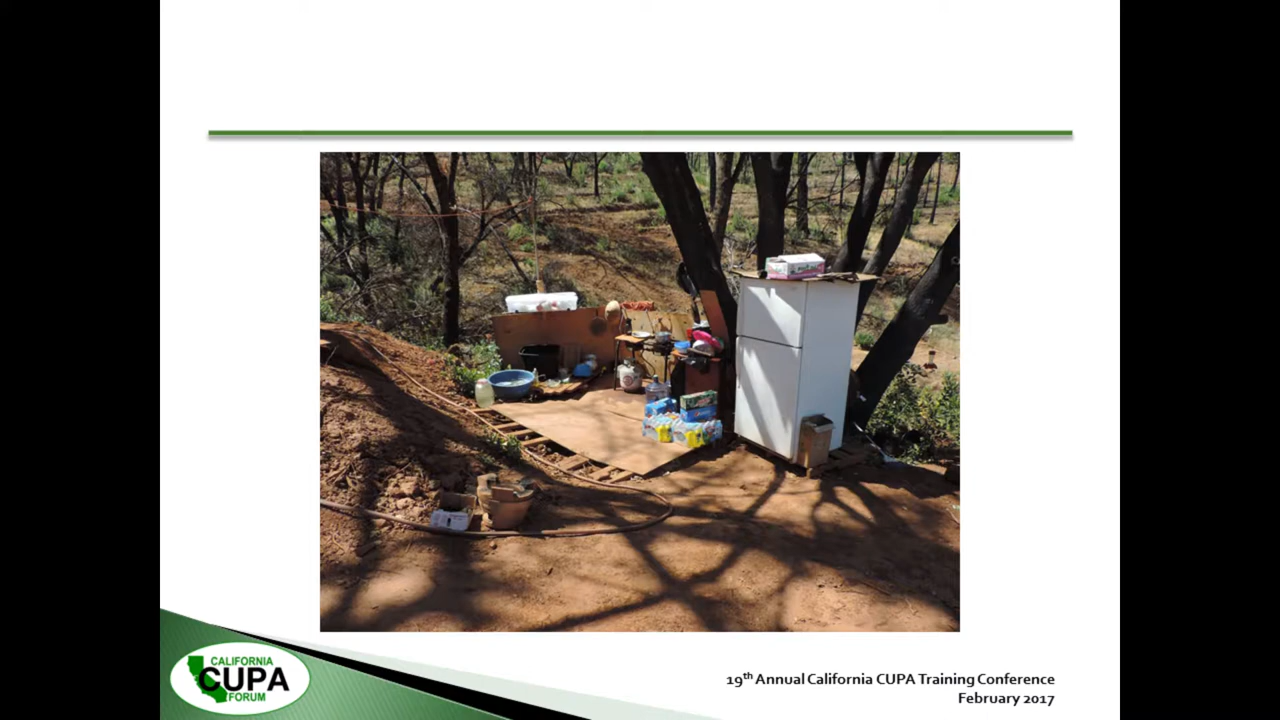 CALIFORNIA
CUPA
FORUM
19th Annual California CUPA Training Conference
February 2017